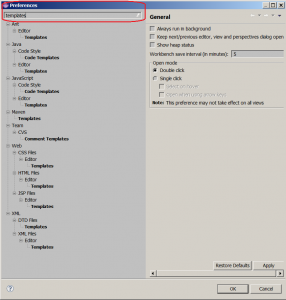 Preferences
templates
General
Ant
Editor
Templates
Java
Code Style
Code Templates
Editor
Templates
JavaScript
Code Style
Code Templates
Editor
Templates
Maven
Templates
Team
CVS
Comment Templates
Web
CSS Files
Editor
Templates
HTML Files
Editor
Templates
JSP Files
Editor
Templates
XML
DTD Files
Templates
XML Files
Editor
Templates
Always run in background
Keep next/previous editor, view and perspectives dialog open
Show heap status
Workbench save interval (in minutes): 5
Open mode
Double click
Single click
Select on hover
Open when using arrow keys
Note: This preference may not take effect on all views
Restore Defaults Apply
OK Cancel